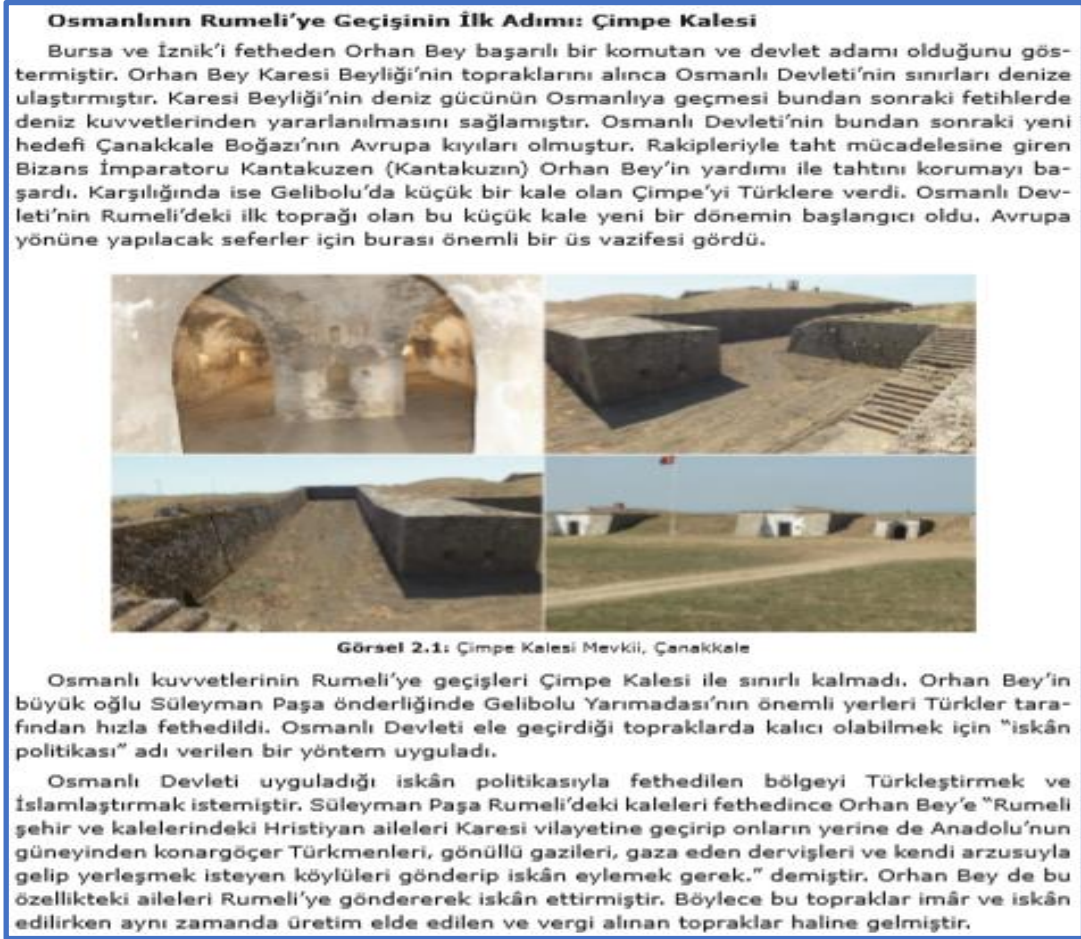 Osmanlının Rumeli’ye Geçişinin İlk Adımı: Çimpe Kalesi
Bursa ve İznik’i fetheden Orhan Bey başarılı bir komutan ve devlet adamı olduğunu gös-
termiştir. Orhan Bey Karesi Beyliği’nin topraklarını alınca Osmanlı Devleti’nin sınırları denize
ulaştırmıştır. Karesi Beyliği’nin deniz gücünün Osmanlıya geçmesi bundan sonraki fetihlerde
deniz kuvvetlerinden yararlanılmasını sağlamıştır. Osmanlı Devleti’nin bundan sonraki yeni
hedefi Çanakkale Boğazı’nın Avrupa kıyıları olmuştur. Rakipleriyle taht mücadelesine giren
Bizans İmparatoru Kantakuzen (Kantakuzın) Orhan Bey’in yardımı ile tahtını korumayı ba-
şardı. Karşılığında ise Gelibolu’da küçük bir kale olan Çimpe’yi Türklere verdi. Osmanlı Dev-
leti’nin Rumeli’deki ilk toprağı olan bu küçük kale yeni bir dönemin başlangıcı oldu. Avrupa
yönüne yapılacak seferler için burası önemli bir üs vazifesi gördü.
Görsel 2.1: Çimpe Kalesi Mevkii, Çanakkale
Osmanlı kuvvetlerinin Rumeli’ye geçişleri Çimpe Kalesi ile sınırlı kalmadı. Orhan Bey’in
büyük oğlu Süleyman Paşa önderliğinde Gelibolu Yarımadası’nın önemli yerleri Türkler tara-
fından hızla fethedildi. Osmanlı Devleti ele geçirdiği topraklarda kalıcı olabilmek için “iskân
politikası” adı verilen bir yöntem uyguladı.
Osmanlı Devleti uyguladığı iskân politikasıyla fethedilen bölgeyi Türkleştirmek ve
İslamlaştırmak istemiştir. Süleyman Paşa Rumeli’deki kaleleri fethedince Orhan Bey’e “Rumeli
şehir ve kalelerindeki Hristiyan aileleri Karesi vilayetine geçirip onların yerine de Anadolu’nun
güneyinden konargöçer Türkmenleri, gönüllü gazileri, gaza eden dervişleri ve kendi arzusuyla
gelip yerleşmek isteyen köylüleri gönderip iskân eylemek gerek.” demiştir. Orhan Bey de bu
özellikteki aileleri Rumeli’ye göndererek iskân ettirmiştir. Böylece bu topraklar imâr ve iskân
edilirken aynı zamanda üretim elde edilen ve vergi alınan topraklar haline gelmiştir.